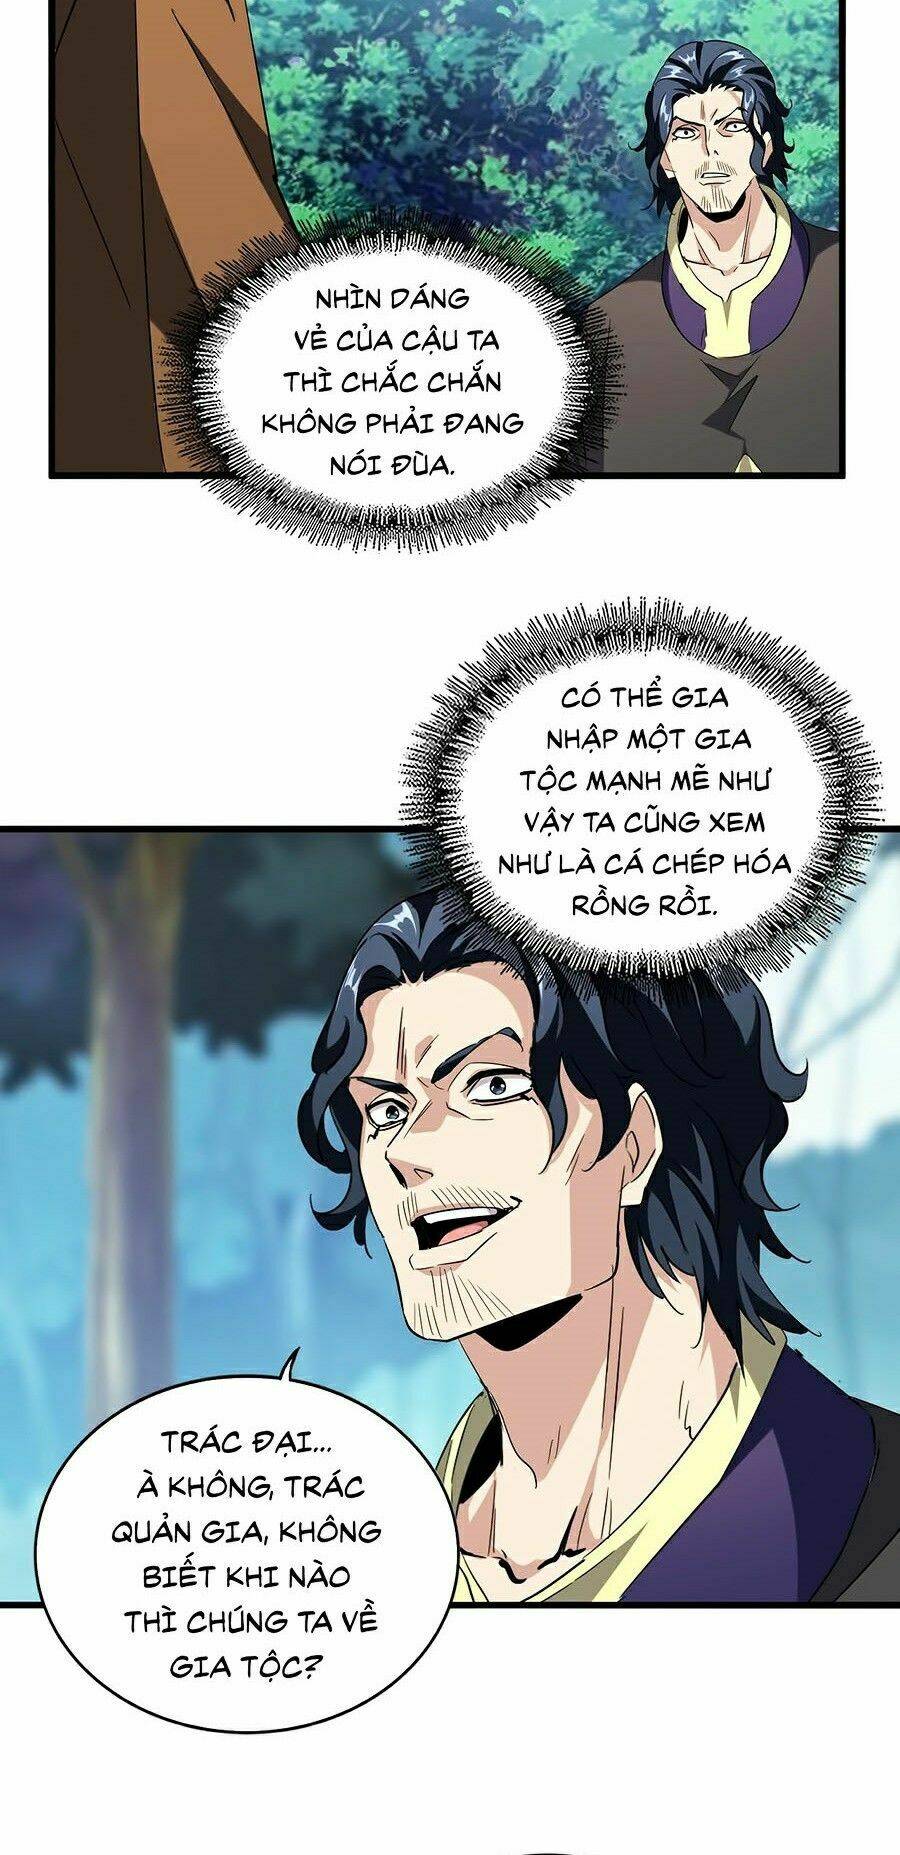 NHÌN DÁNG
VẺ CỦA CẬU TA
THÌ CHẮC CHẮN
KHÔNG PHẢI ĐANG
NÓI ĐÙA.
CÓ THỂ GIA
NHẬP MỘT GIA
TỘC MẠNH MẼ NHƯ
VẬY TA CŨNG XEM
NHƯ LÀ CÁ CHÉP HÓA
RỒNG RỒI.
TRÁC ĐẠI...
À KHÔNG, TRÁC
QUẢN GIA, KHÔNG
BIẾT KHI NÀO
THÌ CHÚNG TA VỀ
GIA TỘC?